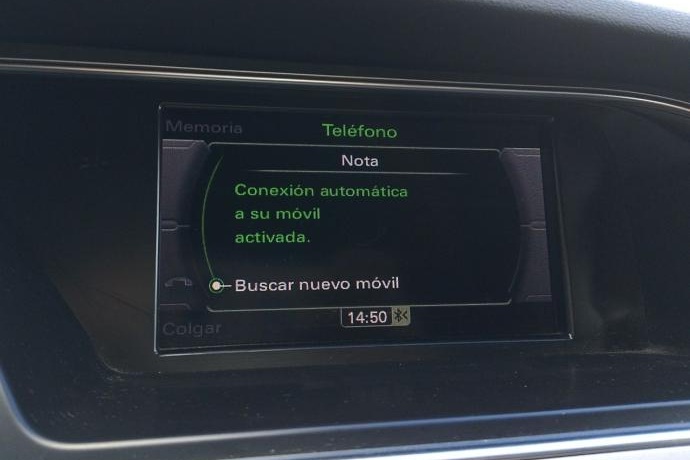 Memoria
Teléfono
Nota
Conexión automática
a su móvil
activada.
Buscar nuevo móvil
14:50
Colgar